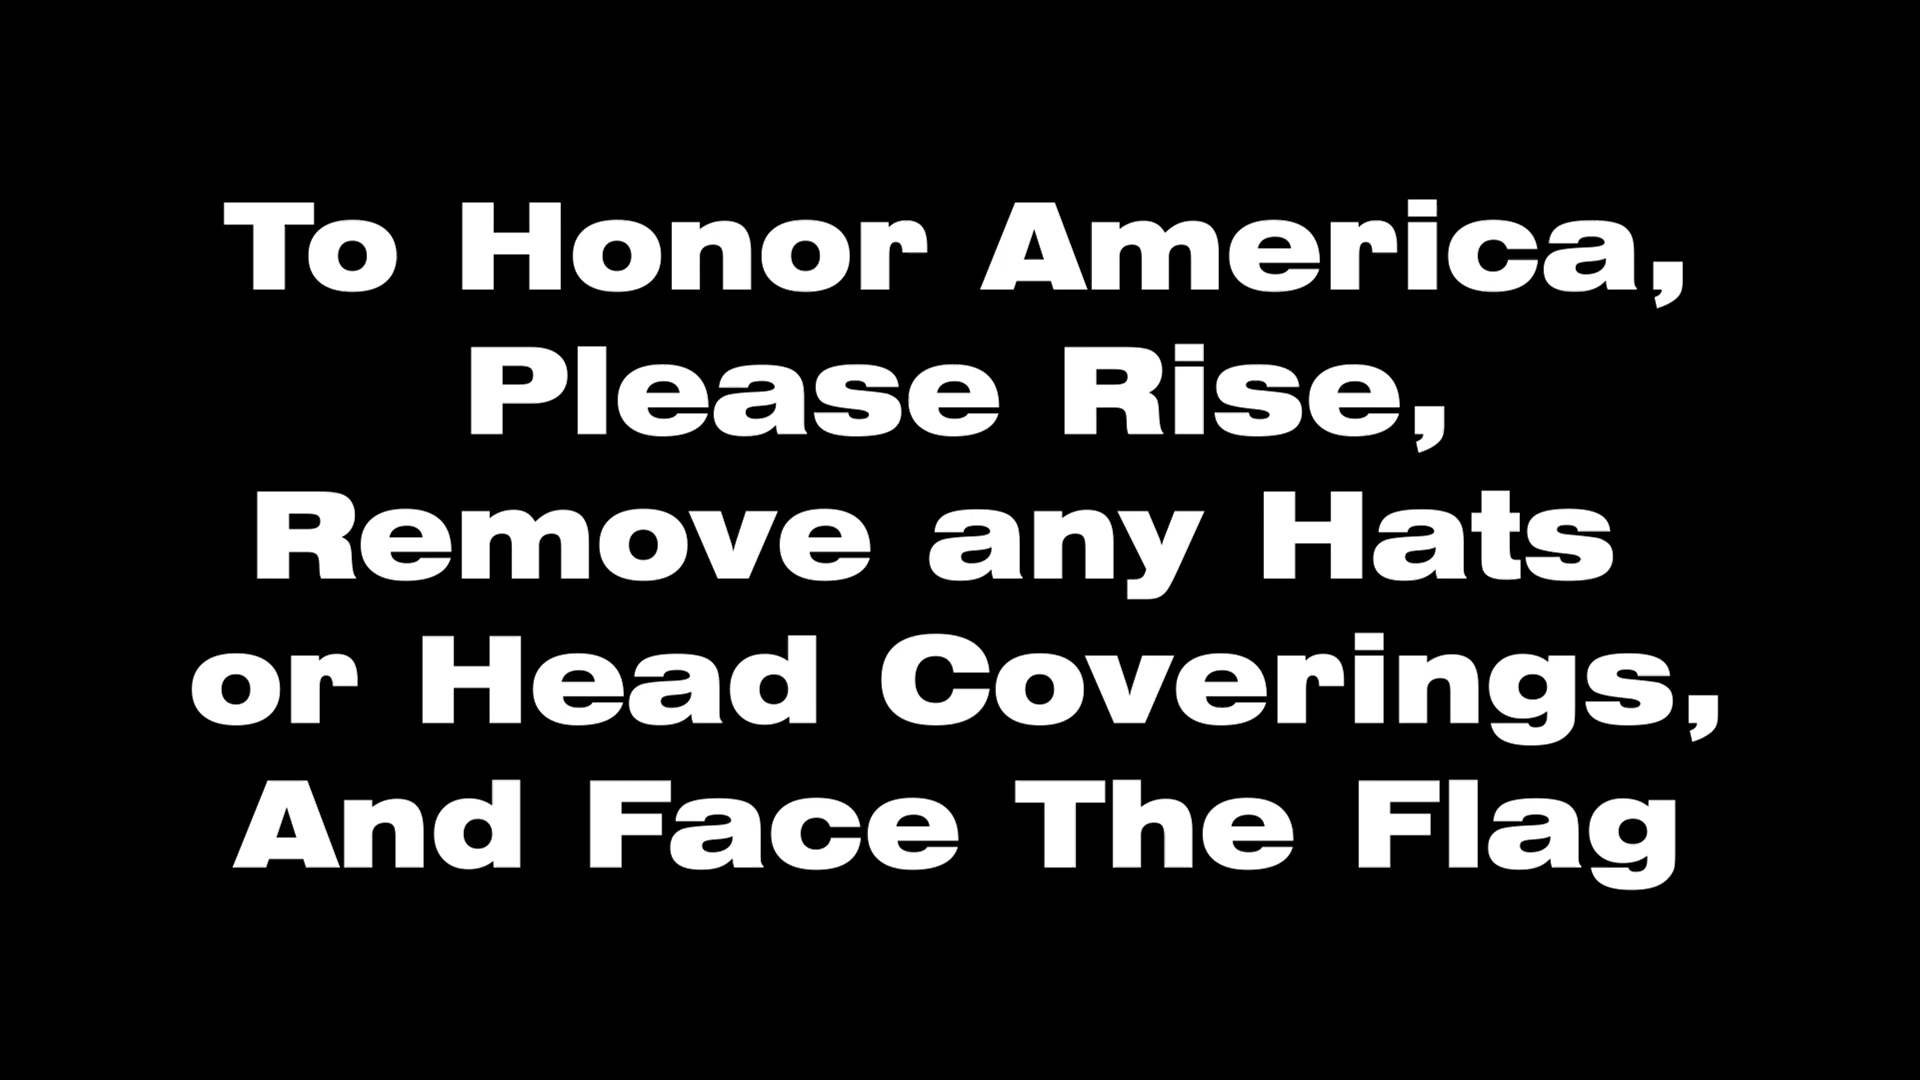 To Honor America,
Please Rise,
Remove any Hats
or Head Coverings,
And Face The Flag